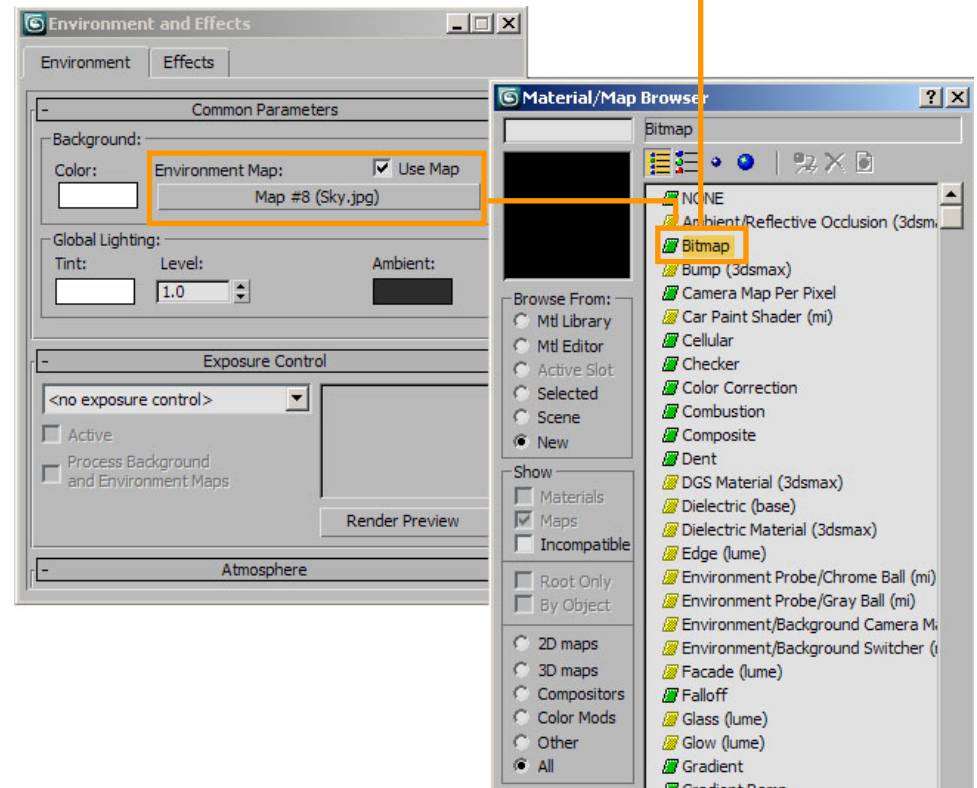 Environment and Effects
Environment
Effects
- Common Parameters
Background:
Color:
Environment Map:
Use Map
Map #8 (Sky.jpg)
Global Lighting:
Tint:
Level:
Ambient:
1.0
- Exposure Control
<no exposure control>
Active
Process Background
and Environment Maps
Render Preview
- Atmosphere
Material/Map Browser
Bitmap
Browse From:
Mtl Library
Mtl Editor
Active Slot
Selected
Scene
New
Show
Materials
Maps
Incompatible
Root Only
By Object
2D maps
3D maps
Compositors
Color Mods
Other
All
NONE
Ambient/Reflective Occlusion (3dsm
Bitmap
Bump (3dsmax)
Camera Map Per Pixel
Car Paint Shader (mi)
Cellular
Checker
Color Correction
Combustion
Composite
Dent
DGS Material (3dsmax)
Dielectric (base)
Dielectric Material (3dsmax)
Edge (lume)
Environment Probe/Chrome Ball (mi)
Environment Probe/Gray Ball (mi)
Environment/Background Camera M
Environment/Background Switcher (
Facade (lume)
Falloff
Glass (lume)
Glow (lume)
Gradient
Gradient Ramp